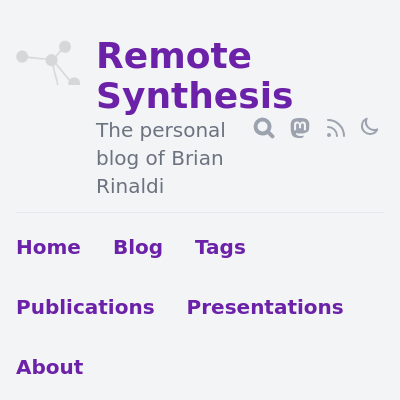 Remote
Synthesis
The personal
blog of Brian
Rinaldi
Home Blog Tags
Publications Presentations
About